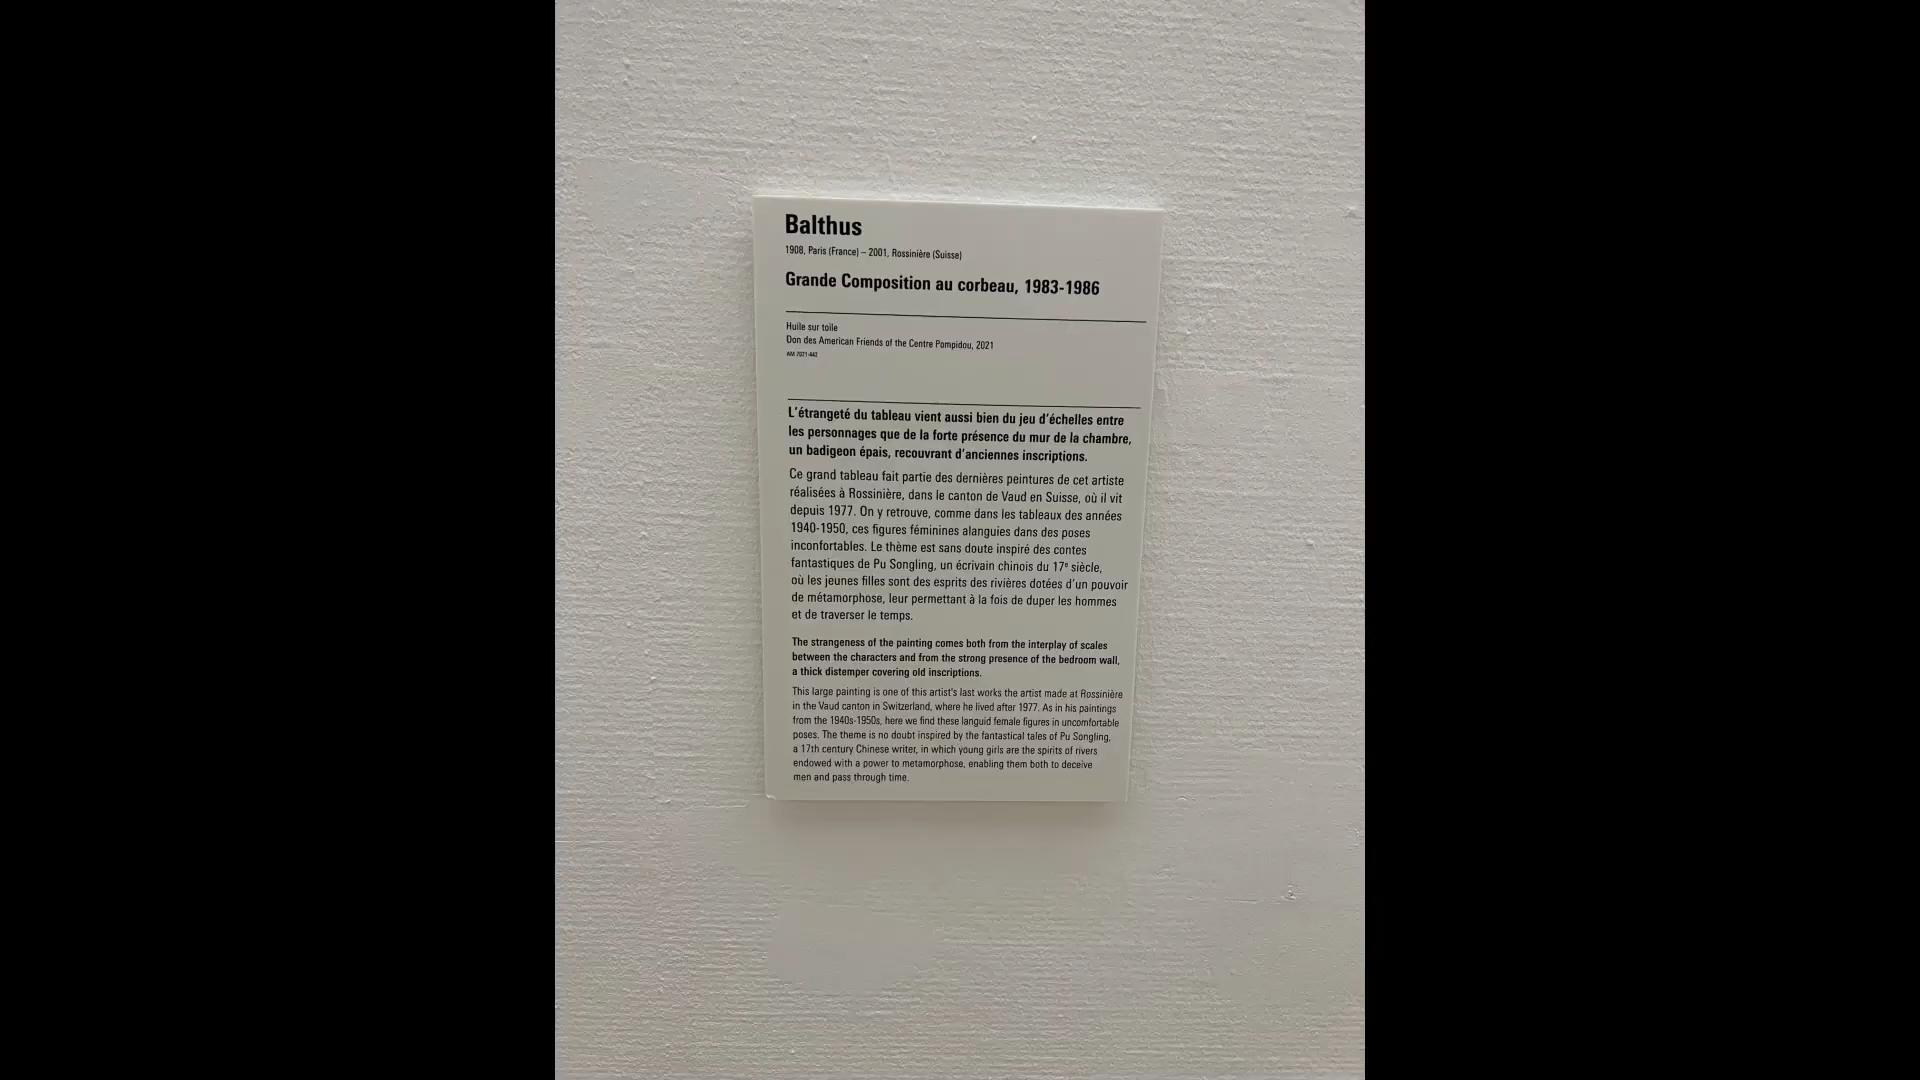 Balthus
1908, Paris (France) – 2001, Rossinière (Suisse)
Grande Composition au corbeau, 1983-1986
Huile sur toile
Don des American Friends of the Centre Pompidou, 2021
AM 2021-442
L'étrangeté du tableau vient aussi bien du jeu d'échelles entre
les personnages que de la forte présence du mur de la chambre,
un badigeon épais, recouvrant d'anciennes inscriptions.
Ce grand tableau fait partie des dernières peintures de cet artiste
réalisées à Rossinière, dans le canton de Vaud en Suisse, où il vit
depuis 1977. On y retrouve, comme dans les tableaux des années
1940-1950, ces figures féminines alanguies dans des poses
inconfortables. Le thème est sans doute inspiré des contes
fantastiques de Pu Songling, un écrivain chinois du 17e siècle,
où les jeunes filles sont des esprits des rivières dotées d'un pouvoir
de métamorphose, leur permettant à la fois de duper les hommes
et de traverser le temps.
The strangeness of the painting comes both from the interplay of scales
between the characters and from the strong presence of the bedroom wall,
a thick distemper covering old inscriptions.
This large painting is one of this artist's last works the artist made at Rossinière
in the Vaud canton in Switzerland, where he lived after 1977. As in his paintings
from the 1940s-1950s, here we find these languid female figures in uncomfortable
poses. The theme is no doubt inspired by the fantastical tales of Pu Songling,
a 17th century Chinese writer, in which young girls are the spirits of rivers
endowed with a power to metamorphose, enabling them both to deceive
men and pass through time.